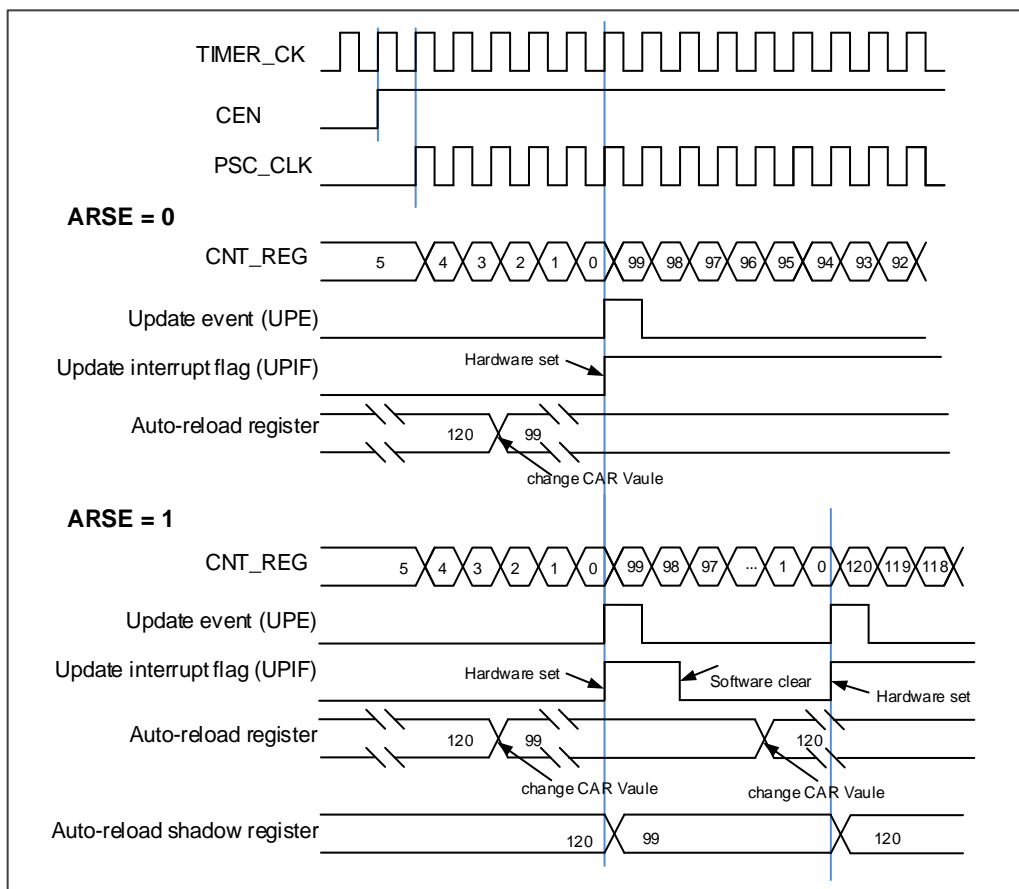 TIMER_CK
CEN
PSC_CLK
ARSE = 0
CNT_REG 5 4 3 2 1 0 99 98 97 96 95 94 93 92
Update event (UPE)
Update interrupt flag (UPIF) Hardware set
Auto-reload register 120 99
change CAR Vaule
ARSE = 1
CNT_REG 5 4 3 2 1 0 99 98 97 ... 1 0 120 119 118
Update event (UPE)
Update interrupt flag (UPIF) Hardware set Software clear Hardware set
Auto-reload register 120 99 120
change CAR Vaule change CAR Vaule
Auto-reload shadow register 120 99 120